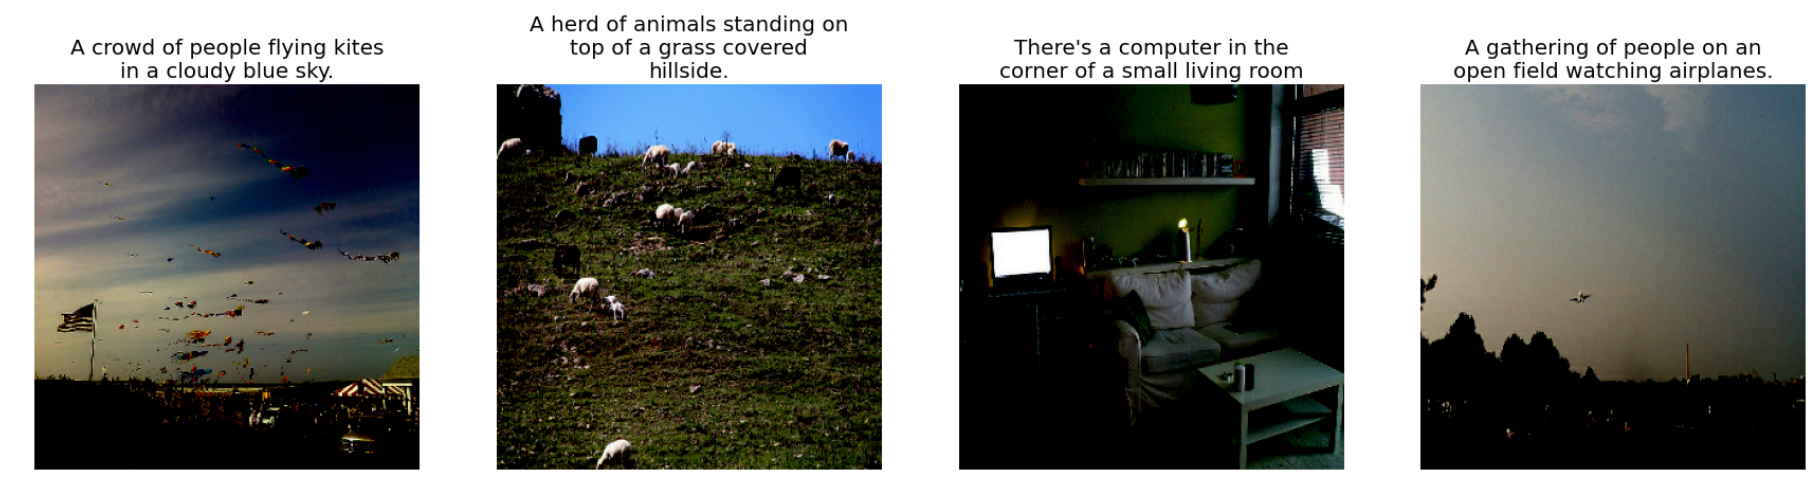 A crowd of people flying kites
in a cloudy blue sky.
A herd of animals standing on
top of a grass covered
hillside.
There's a computer in the
corner of a small living room
A gathering of people on an
open field watching airplanes.